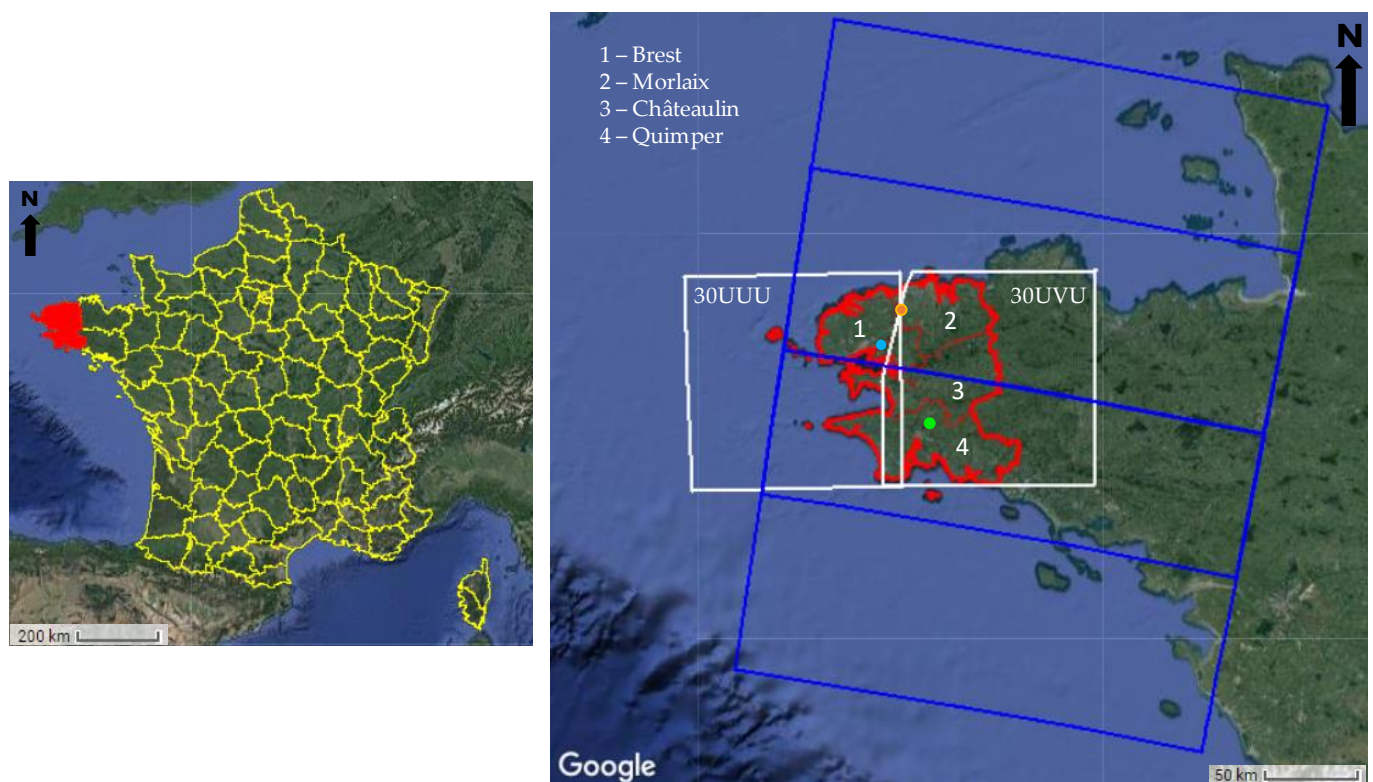 N
200 km
1 – Brest
2 – Morlaix
3 – Châteaulin
4 – Quimper
N
30UUU
30UVU
1
2
3
4
Google
50 km